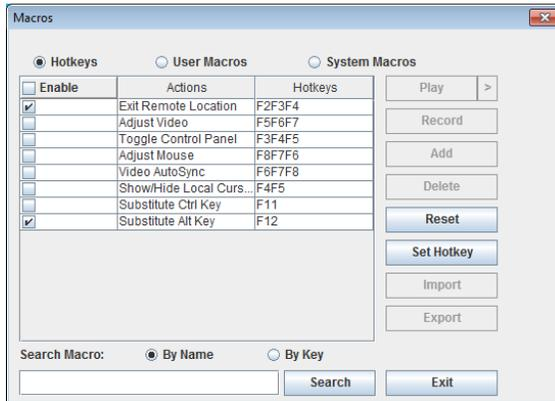 Macros
Hotkeys User Macros System Macros
Enable Actions Hotkeys Play >
Exit Remote Location F2F3F4
Adjust Video F5F6F7 Record
Toggle Control Panel F3F4F5
Adjust Mouse F8F7F6 Add
Video AutoSync F6F7F8
Show/Hide Local Curs... F4F5 Delete
Substitute Ctrl Key F11
Substitute Alt Key F12 Reset
Set Hotkey
Import
Export
Search Macro: By Name By Key
Search Exit